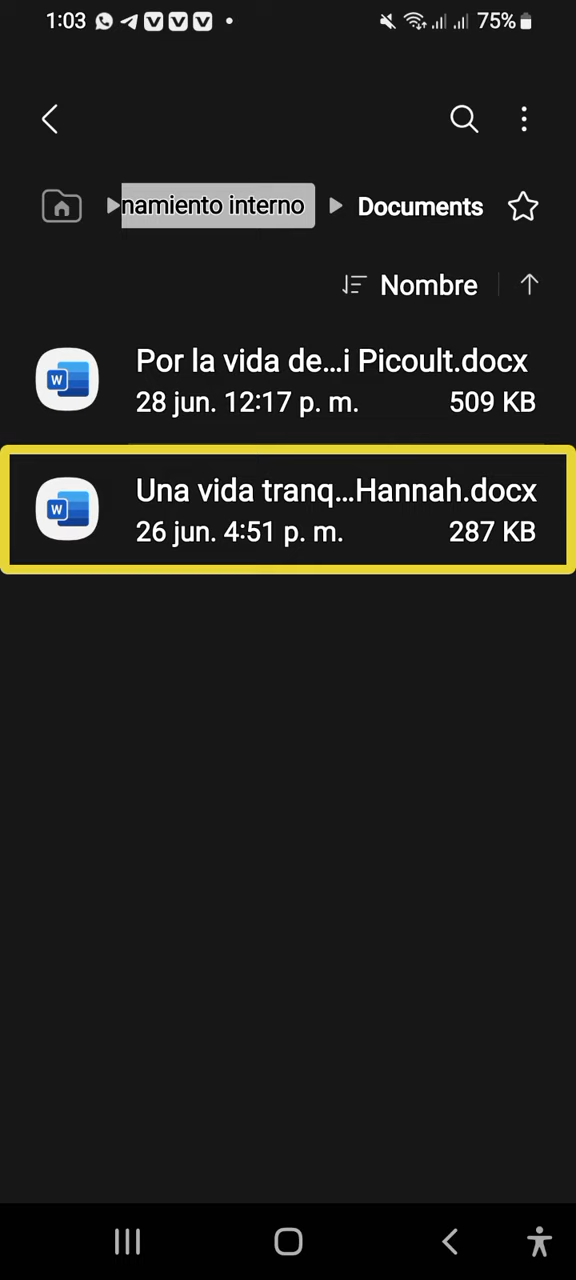 1:03
75%
namiento interno
Documents
Nombre
Por la vida de...i Picoult.docx
28 jun. 12:17 p. m.
509 KB
W
Una vida tranq...Hannah.docx
26 jun. 4:51 p. m.
287 KB
W